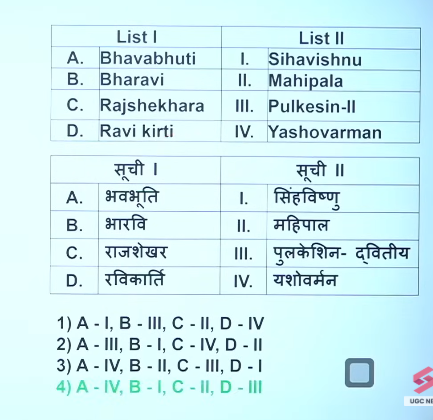 List I List II
A. Bhavabhuti I. Sihavishnu
B. Bharavi II. Mahipala
C. Rajshekhara III. Pulkesin-II
D. Ravi kirti IV. Yashovarman
सूची I सूची II
A. भवभूति I. सिंहविष्णु
B. भारवि II. महिपाल
C. राजशेखर III. पुलकेशिन- द्वितीय
D. रविकार्ति IV. यशोवर्मन
1) A - I, B - III, C - II, D - IV
2) A - III, B - I, C - IV, D - II
3) A - IV, B - II, C - III, D - I
4) A - IV, B - I, C - II, D - III
UGC NE